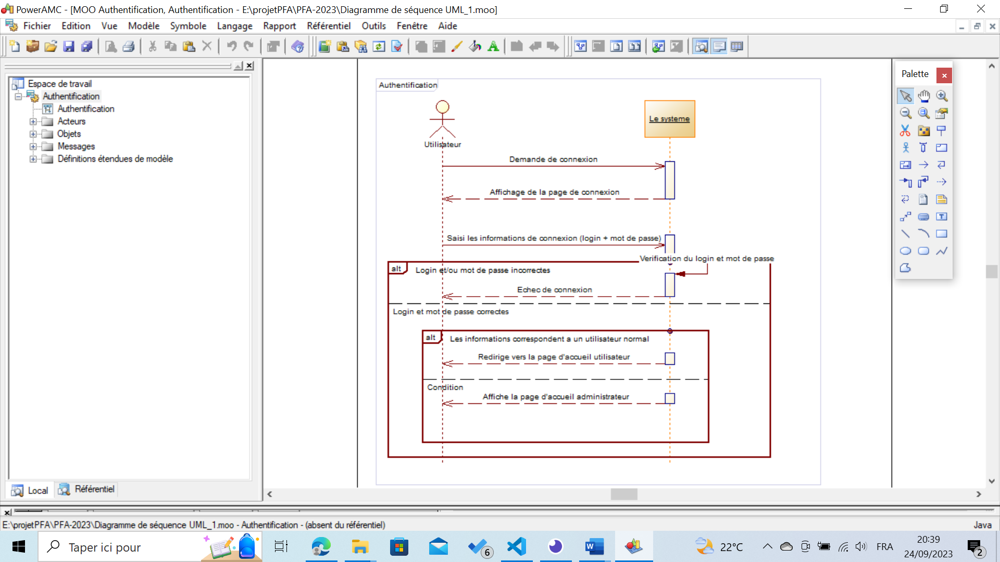 PowerAMC - [MOO Authentification, Authentification - E:\projetPFA\PFA-2023\Diagramme de séquence UML_1.moo]
Fichier Edition Vue Modèle Symbole Langage Rapport Référentiel Outils Fenêtre Aide
Espace de travail
Authentification
Authentification
Acteurs
Objets
Messages
Définitions étendues de modèle
Local Référentiel
Authentification
Utilisateur
Le systeme
Demande de connexion
Affichage de la page de connexion
Saisi les informations de connexion (login + mot de passe)
Verification du login et mot de passe
alt Login et/ou mot de passe incorrectes
Echec de connexion
Login et mot de passe correctes
alt Les informations correspondent a un utilisateur normal
Redirige vers la page d'accueil utilisateur
Condition
Affiche la page d'accueil administrateur
Palette
E:\projetPFA\PFA-2023\Diagramme de séquence UML_1.moo - Authentification - (absent du référentiel)
Java
Taper ici pour
6
22°C
FRA
20:39
24/09/2023
2